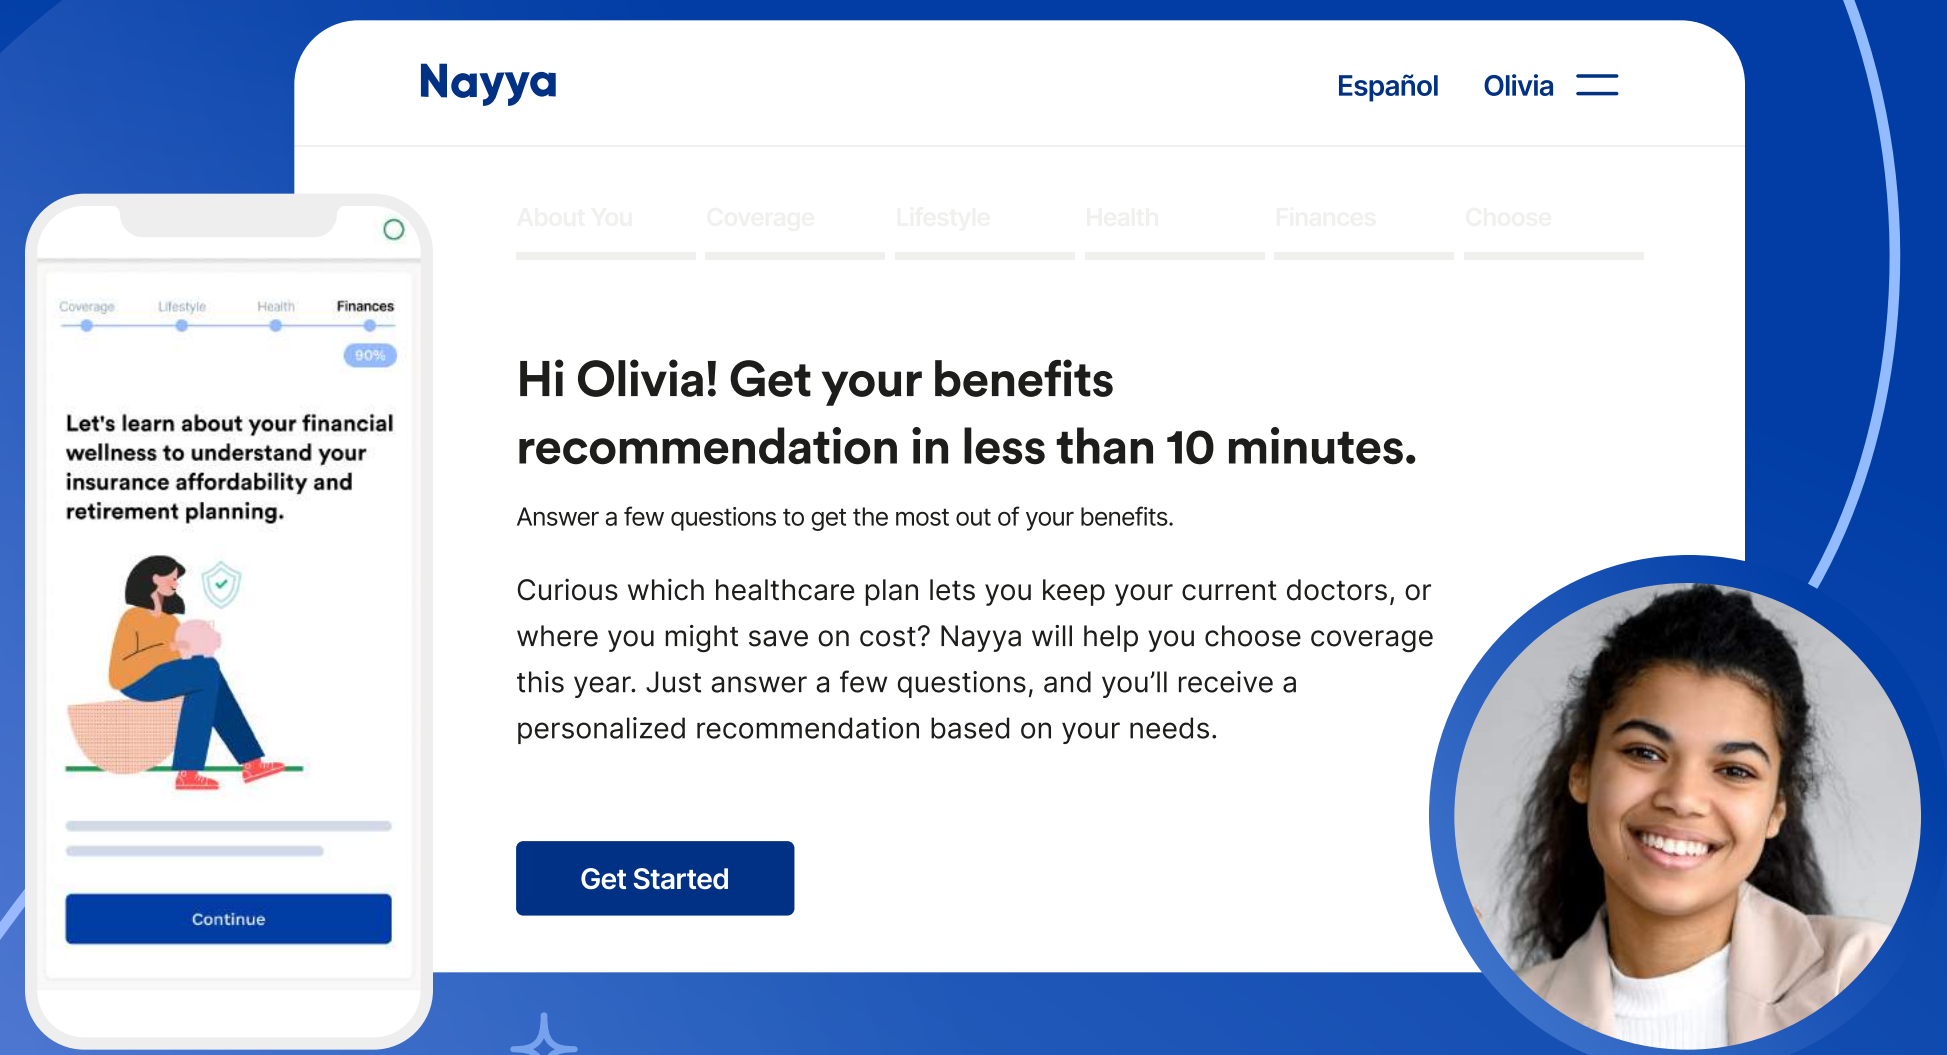 Nayya
Español Olivia
About You Coverage Lifestyle Health Finances Choose
Hi Olivia! Get your benefits
recommendation in less than 10 minutes.
Answer a few questions to get the most out of your benefits.
Curious which healthcare plan lets you keep your current doctors, or
where you might save on cost? Nayya will help you choose coverage
this year. Just answer a few questions, and you’ll receive a
personalized recommendation based on your needs.
Get Started
Coverage Lifestyle Health Finances
90%
Let's learn about your financial
wellness to understand your
insurance affordability and
retirement planning.
Continue